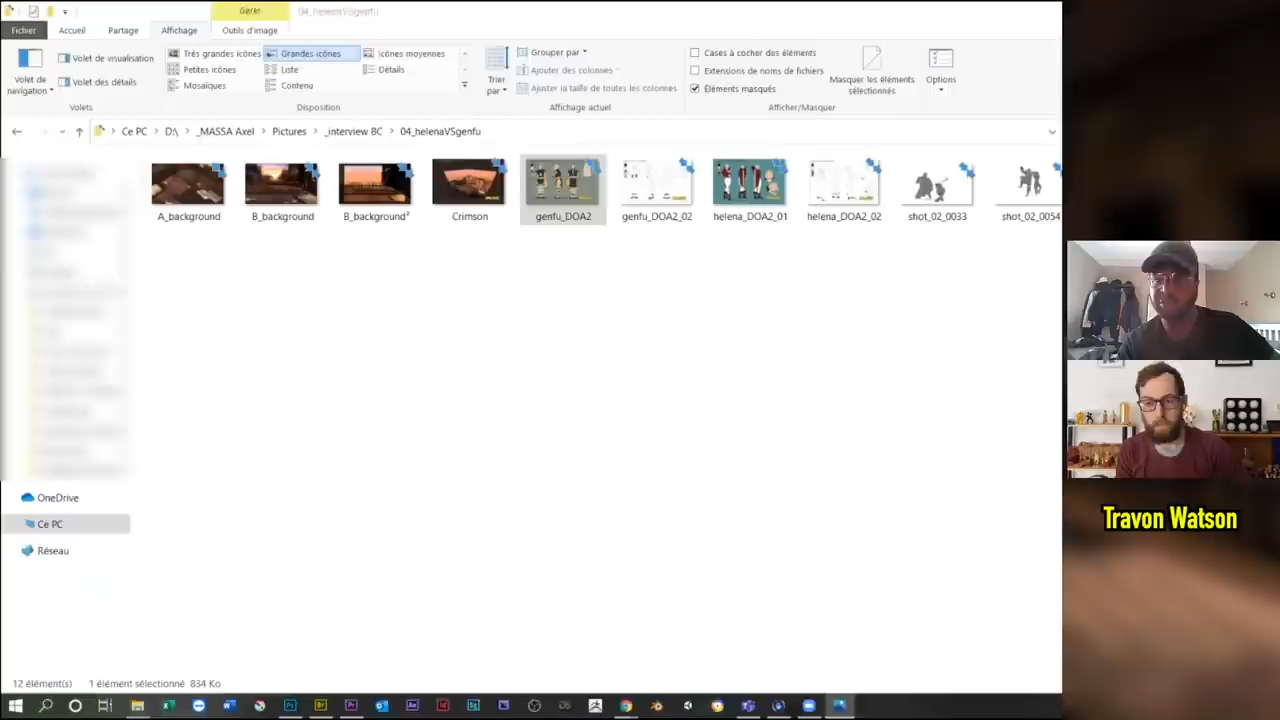 Gérer
04_helenaVSgenfu
Fichier Accueil Partage Affichage Outils d'image
Volet de navigation
Volet de visualisation
Volet des détails
Volets
Très grandes icônes Grandes icônes Icônes moyennes
Petites icônes Liste Détails
Mosaïques Contenu
Disposition
Trier par
Grouper par
Ajouter des colonnes
Ajuster la taille de toutes les colonnes
Affichage actuel
Cases à cocher des éléments
Extensions de noms de fichiers
Éléments masqués
Masquer les éléments sélectionnés
Options
Afficher/Masquer
Ce PC D:\ _MASSA Axel Pictures _interview BC 04_helenaVSgenfu
A_background B_background B_background² Crimson genfu_DOA2 genfu_DOA2_02 helena_DOA2_01 helena_DOA2_02 shot_02_0033 shot_02_0054
OneDrive
Ce PC
Réseau
Travon Watson
12 élément(s) 1 élément sélectionné 834 Ko